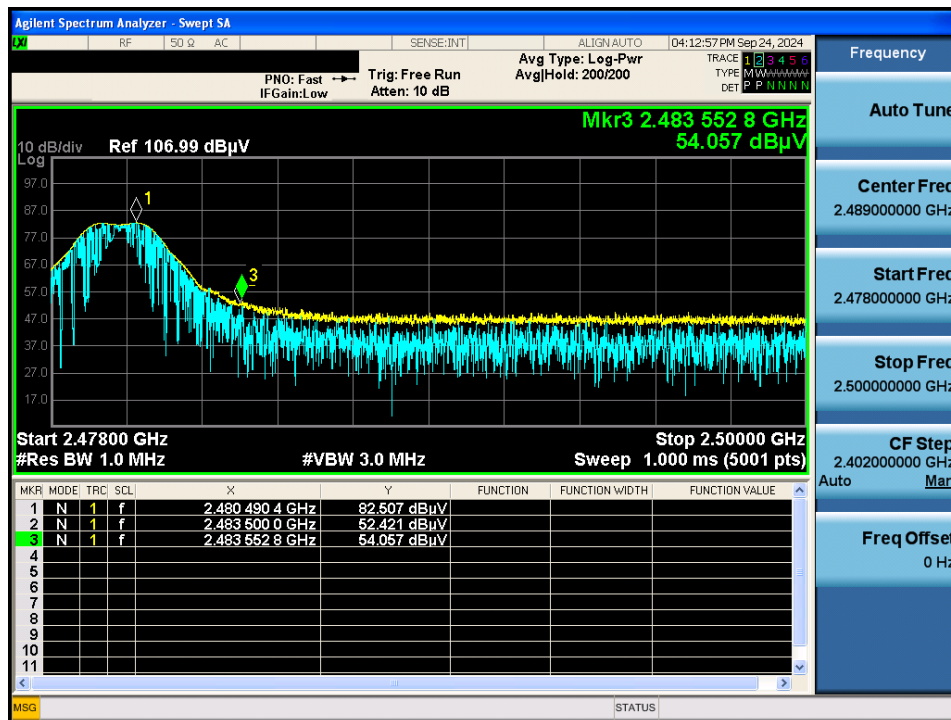 Agilent Spectrum Analyzer - Swept SA
LXI RF 50 Ω AC SENSE:INT ALIGN AUTO 04:12:57 PM Sep 24, 2024
PNO: Fast Trig: Free Run Avg Type: Log-Pwr TRACE 1 2 3 4 5 6
IFGain:Low Atten: 10 dB Avg|Hold: 200/200 TYPE M W W W W W
DET P P N N N N
Mkr3 2.483 552 8 GHz
54.057 dBµV
10 dB/div Ref 106.99 dBµV
Log
97.0
87.0
77.0
67.0
57.0
47.0
37.0
27.0
17.0
1
3
Start 2.47800 GHz Stop 2.50000 GHz
#Res BW 1.0 MHz #VBW 3.0 MHz Sweep 1.000 ms (5001 pts)
MKR MODE TRC SCL X Y FUNCTION FUNCTION WIDTH FUNCTION VALUE
1 N 1 f 2.480 490 4 GHz 82.507 dBµV
2 N 1 f 2.483 500 0 GHz 52.421 dBµV
3 N 1 f 2.483 552 8 GHz 54.057 dBµV
4
5
6
7
8
9
10
11
MSG STATUS
Frequency
Auto Tune
Center Freq
2.489000000 GHz
Start Freq
2.478000000 GHz
Stop Freq
2.500000000 GHz
CF Step
2.402000000 GHz
Auto Man
Freq Offset
0 Hz